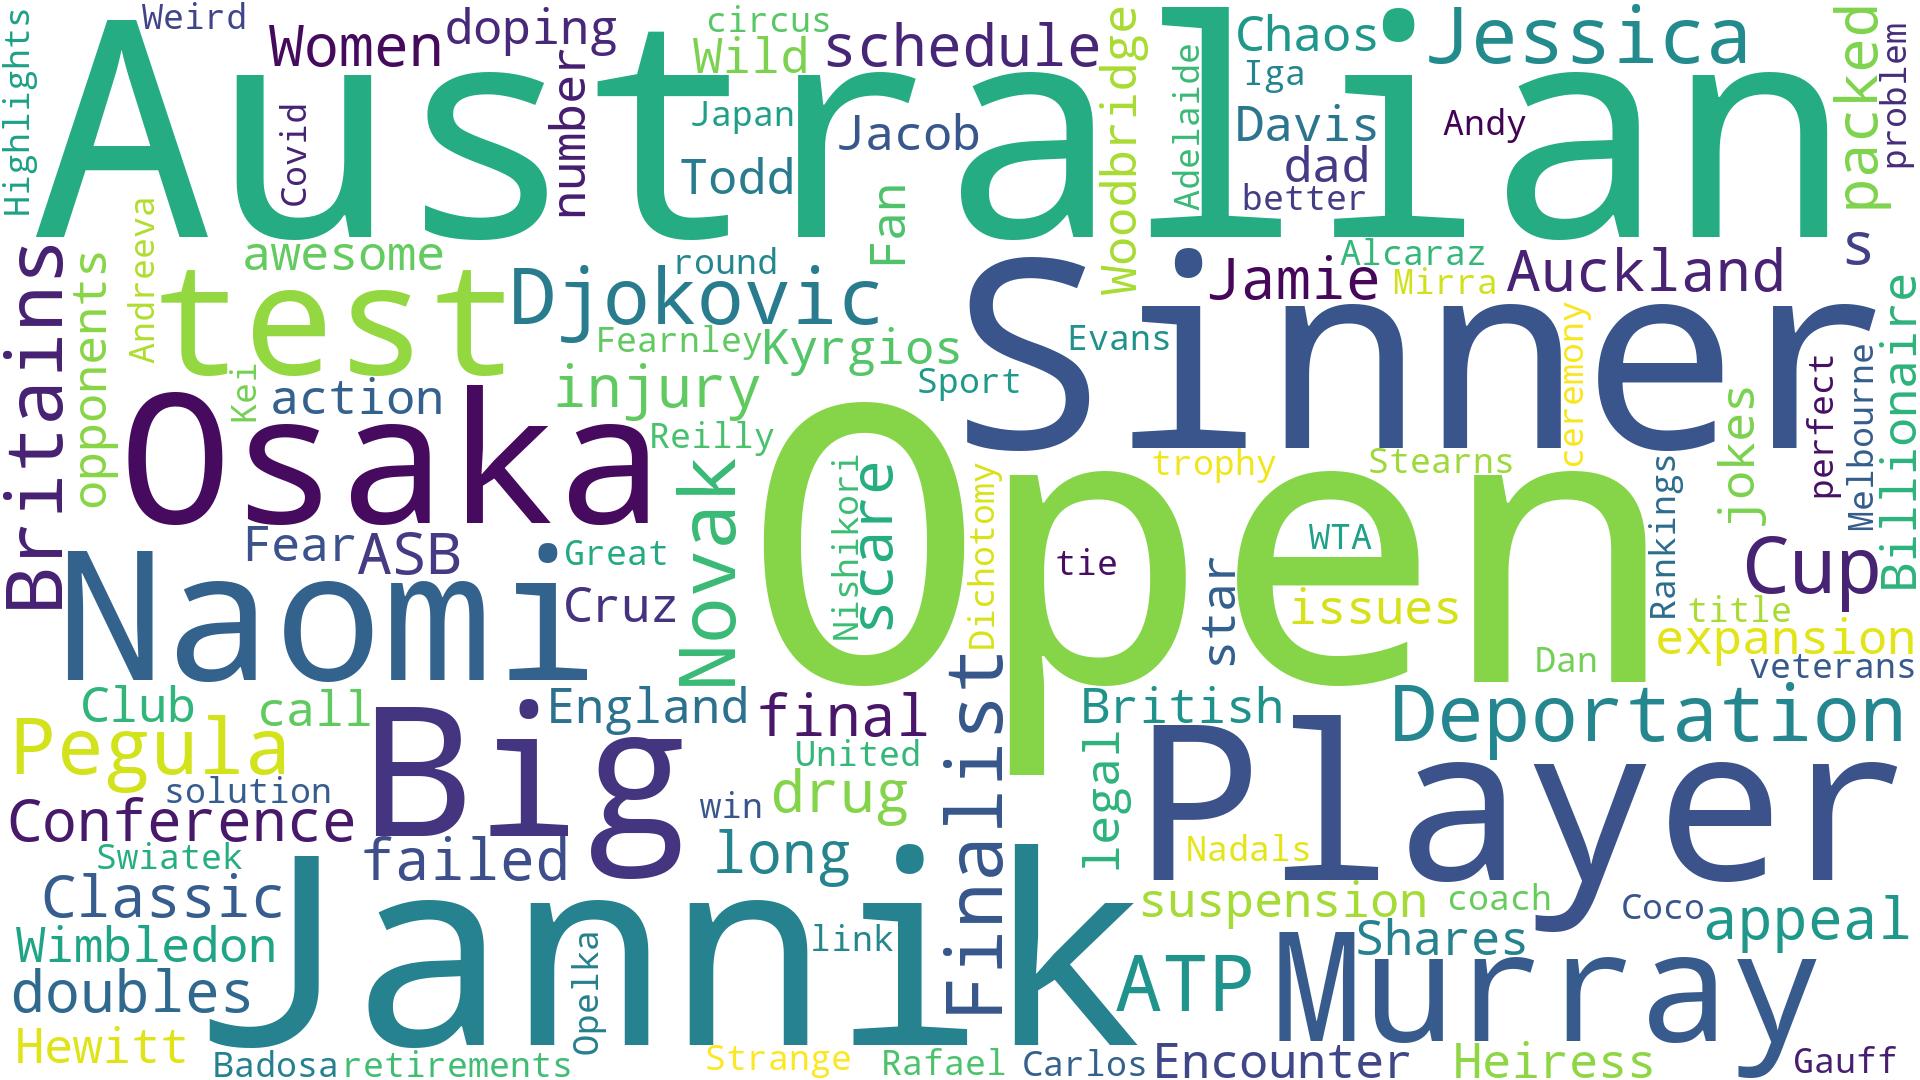 Highlights
Weird
Women
doping
circus
Wild
schedule
Woodbridge
Chaos
Jessica
packed
problem
Australian
Covid
number
Japan
Jacob
Todd
Adelaide
Iga
Davis
Andy
dad
better
Fan
Andreeva
awesome
round
Alcaraz
Jamie
Mirra
Auckland
s
Britains
opponents
test
Djokovic
Sinner
Billionaire
Fearnley
Kyrgios
Evans
ceremony
Melbourne
perfect
Kei
action
injury
Sport
jokes
Osaka
Reilly
Open
trophy
Stearns
Rankings
Novak
Nishikori
scare
Dichotomy
WTA
Fear
ASB
Great
tie
star
Cup
Naomi
Cruz
issues
title
expansion
Dan
veterans
Club
call
England
final
Finalist
British
Deportation
Pegula
Big
United
legal
Player
solution
drug
win
Conference
failed
long
Nadals
Swiatek
Classic
Jannik
suspension
coach
Coco
appeal
Wimbledon
Opelka
link
Shares
doubles
ATP
Murray
Hewitt
Badosa
retirements
Strange
Rafael
Carlos
Encounter
Heiress
Gauff